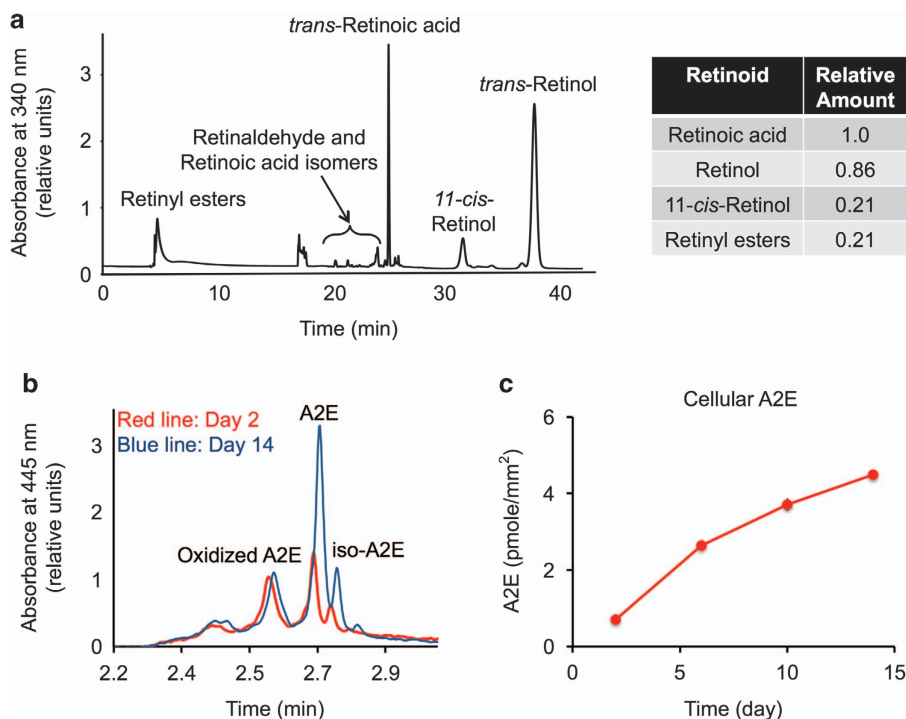 a
trans-Retinoic acid
trans-Retinol
Retinaldehyde and
Retinoic acid isomers
Retinyl esters
11-cis-
Retinol
Absorbance at 340 nm
(relative units)
3
2
1
0
0 10 20 30 40
Time (min)
Retinoid Relative
Amount
Retinoic acid 1.0
Retinol 0.86
11-cis-Retinol 0.21
Retinyl esters 0.21
b
Red line: Day 2
Blue line: Day 14
A2E
Oxidized A2E
iso-A2E
Absorbance at 445 nm
(relative units)
3
2
1
0
2.2 2.4 2.5 2.7 2.9
Time (min)
c
Cellular A2E
A2E (pmole/mm²)
6
4
2
0
0 5 10 15
Time (day)